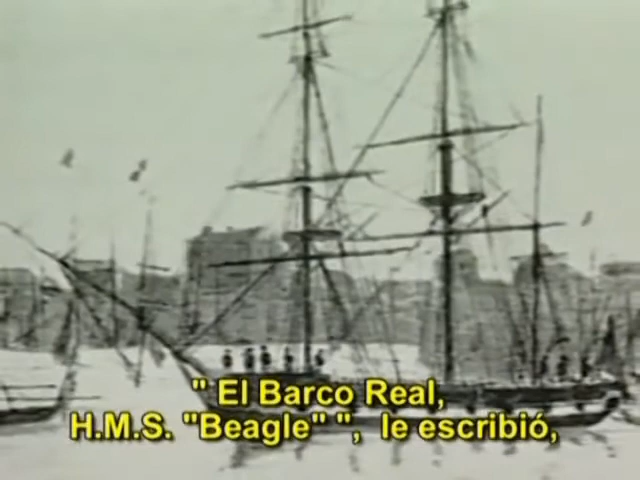 " El Barco Real,
H.M.S. "Beagle" ",  le escribió,